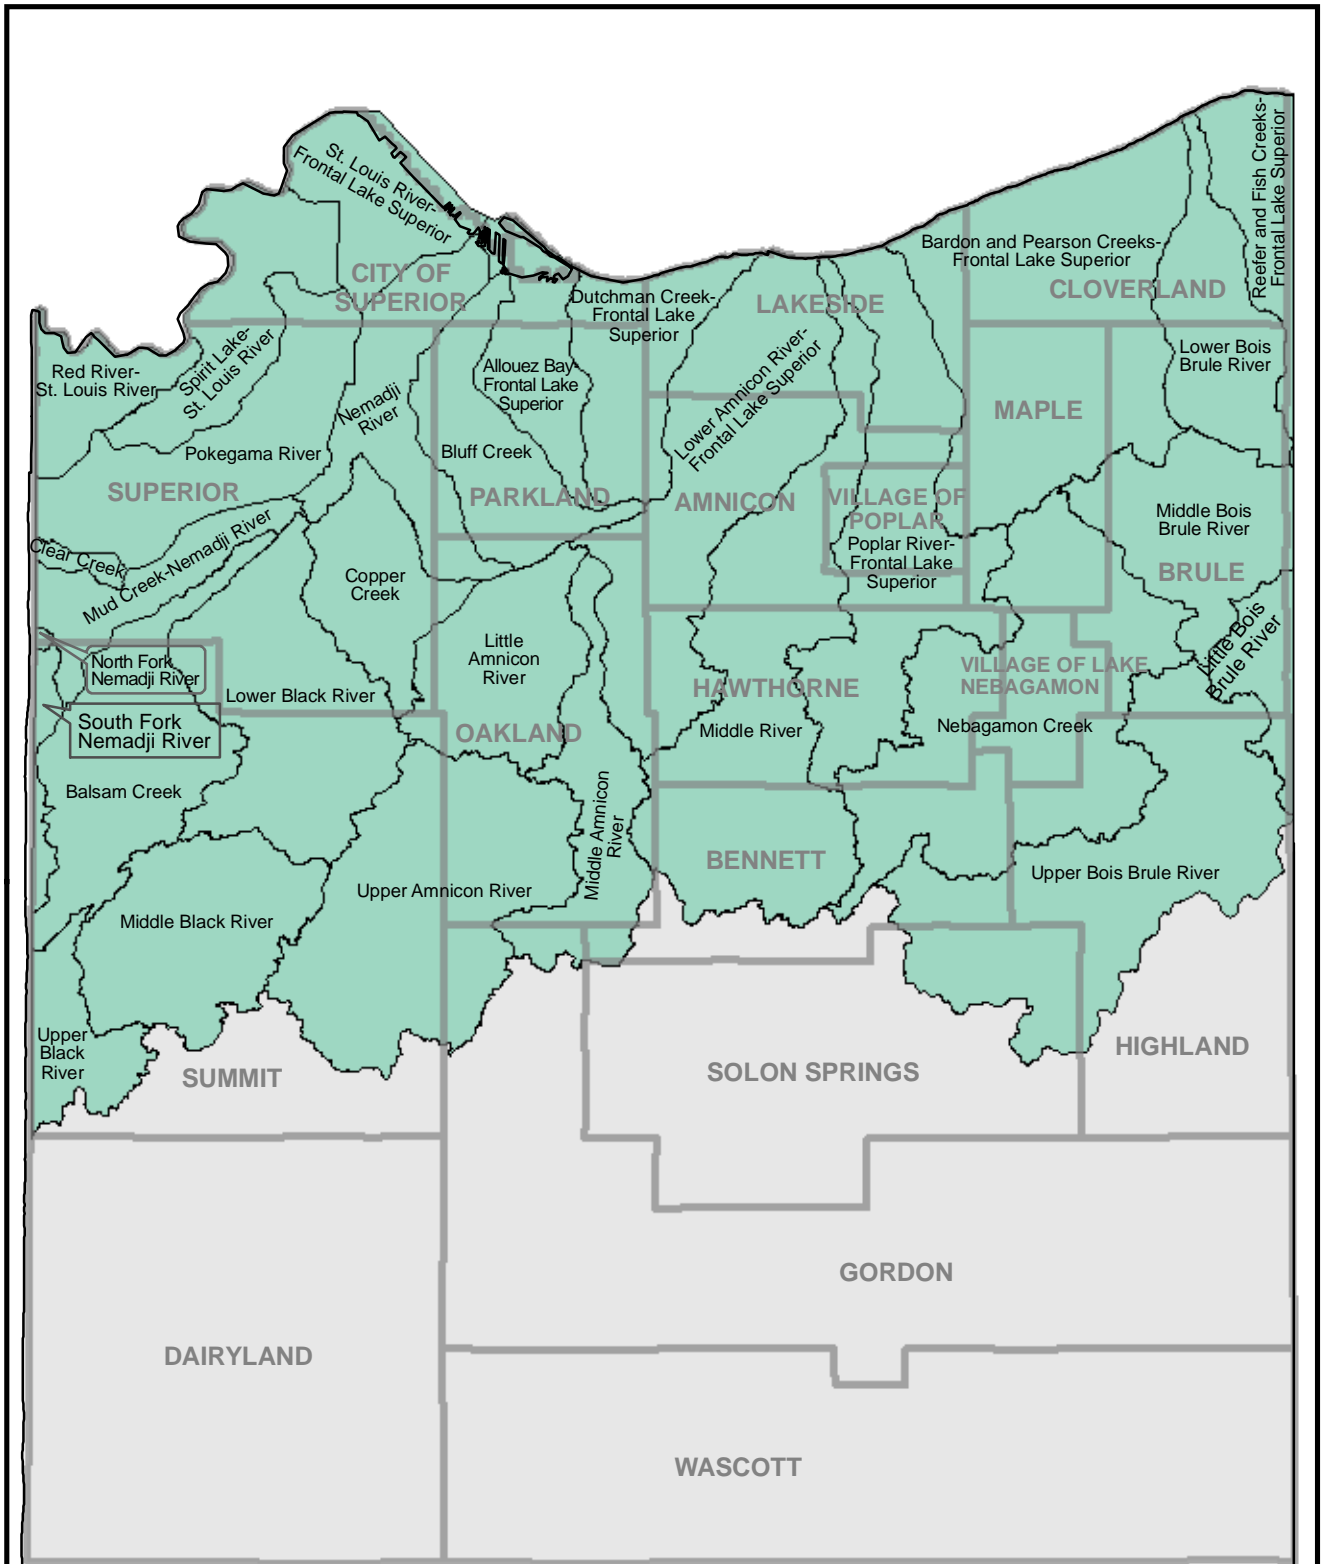 St. Louis River-
Frontal Lake Superior
Reefer and Fish Creeks-
Frontal Lake Superior
Bardon and Pearson Creeks-
Frontal Lake Superior
CITY OF
SUPERIOR
Dutchman Creek-
Frontal Lake
Superior
LAKESIDE
CLOVERLAND
Red River-
St. Louis River
Spirit Lake-
St. Louis River
Nemadji
River
Allouez Bay-
Frontal Lake
Superior
Lower Amnicon River-
Frontal Lake Superior
Lower Bois
Brule River
MAPLE
Pokegama River
Bluff Creek
SUPERIOR
PARKLAND
AMNICON
VILLAGE OF
POPLAR
Middle Bois
Brule River
Clear Creek
Mud Creek-Nemadji River
Copper
Creek
Poplar River-
Frontal Lake
Superior
BRULE
Little Bois
Brule River
Little
Amnicon
River
North Fork
Nemadji River
Lower Black River
VILLAGE OF LAKE
NEBAGAMON
HAWTHORNE
South Fork
Nemadji River
OAKLAND
Middle River
Nebagamon Creek
Balsam Creek
Middle Amnicon
River
BENNETT
Upper Bois Brule River
Upper Amnicon River
Middle Black River
Upper
Black
River
SUMMIT
SOLON SPRINGS
HIGHLAND
GORDON
DAIRYLAND
WASCOTT